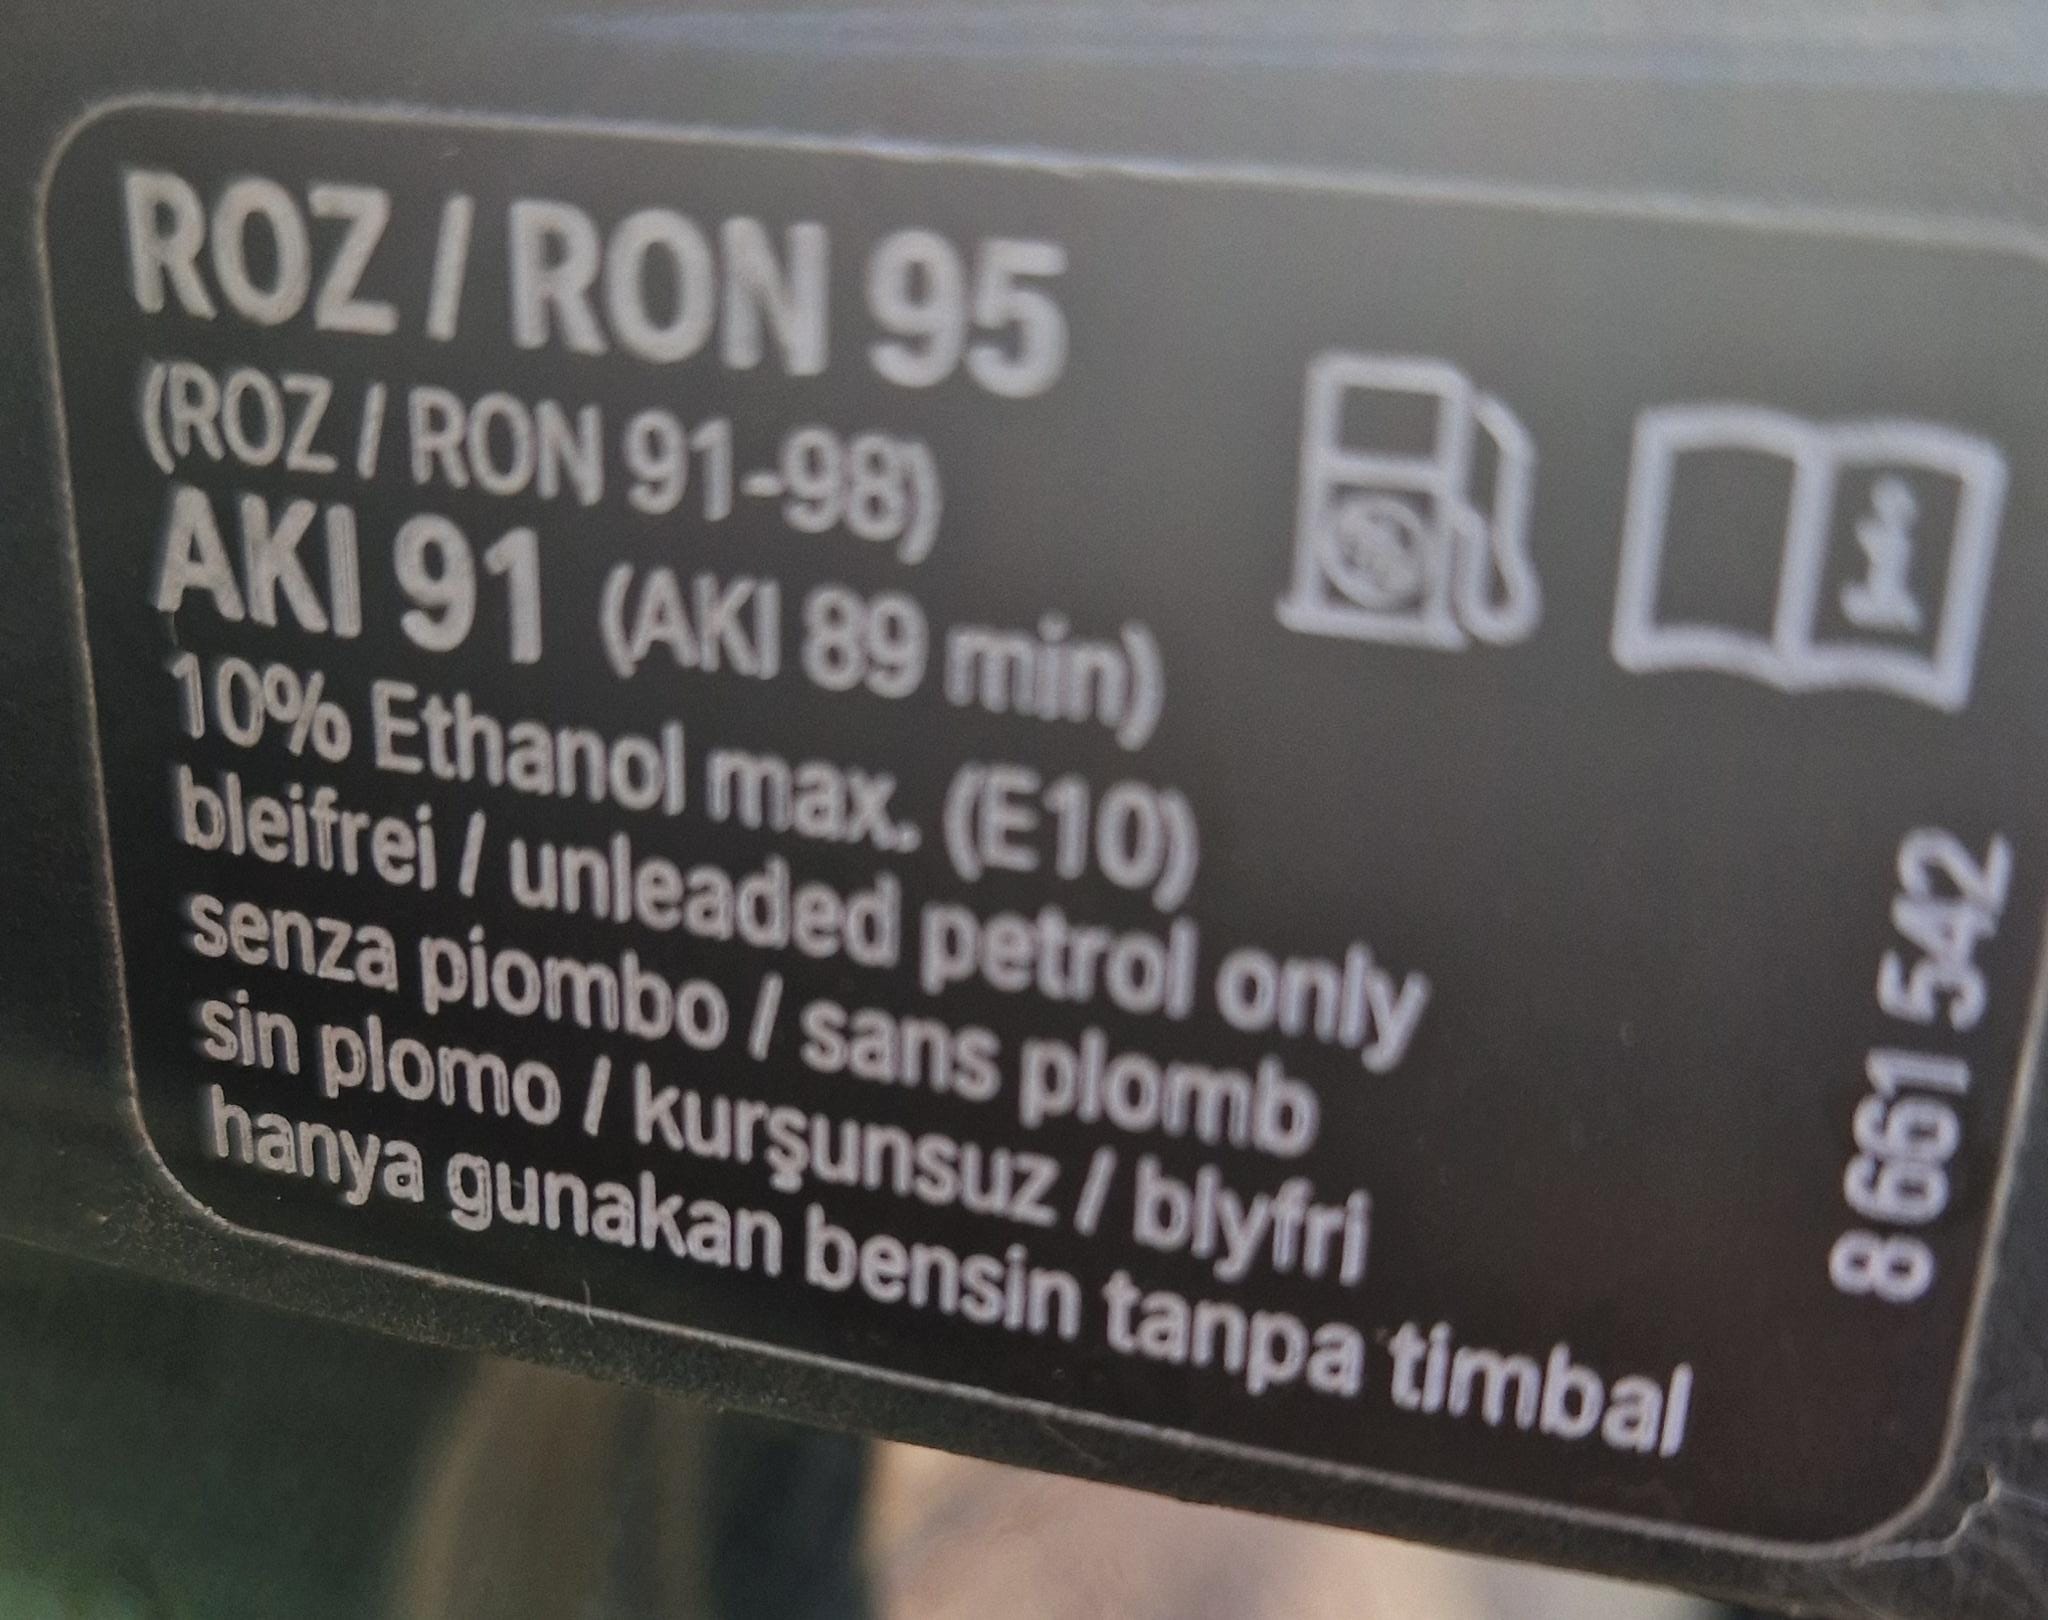 ROZ / RON 95
(ROZ / RON 91-98)
AKI 91 (AKI 89 min)
10% Ethanol max. (E10)
bleifrei / unleaded petrol only
senza piombo / sans plomb
sin plomo / kurşunsuz / blyfri
hanya gunakan bensin tanpa timbal
8 661 542